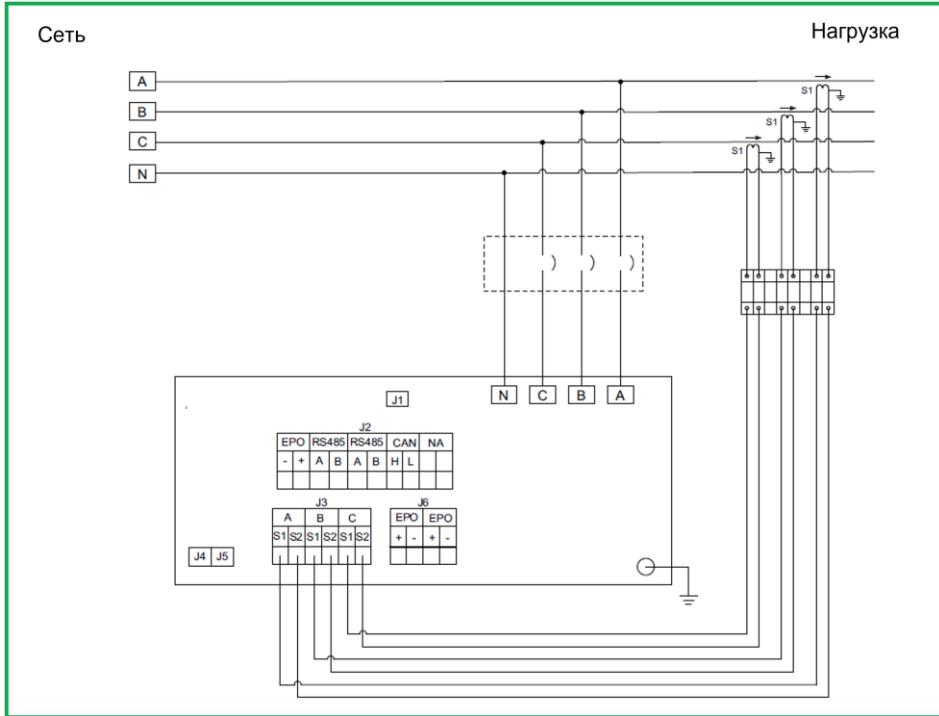 Сеть
Нагрузка
A
B
C
N
S1
S1
S1
N C B A
J1
J2
EPO RS485 RS485 CAN NA
- + A B A B H L
J3
A B C
S1 S2 S1 S2 S1 S2
J6
EPO EPO
+ - + -
J4 J5